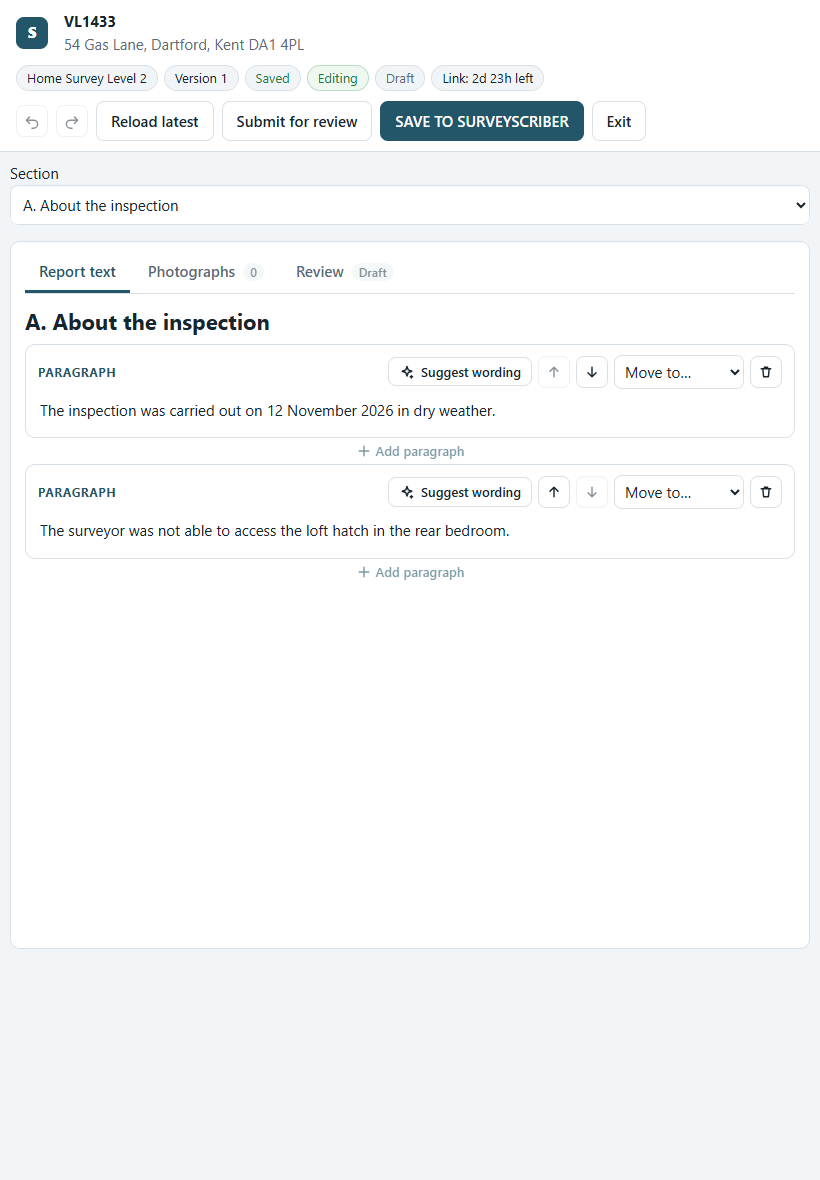 S
VL1433
54 Gas Lane, Dartford, Kent DA1 4PL
Home Survey Level 2 Version 1 Saved Editing Draft Link: 2d 23h left
Reload latest Submit for review SAVE TO SURVEYSCRIBER Exit
Section
A. About the inspection
Report text Photographs 0 Review Draft
A. About the inspection
PARAGRAPH Suggest wording Move to...
The inspection was carried out on 12 November 2026 in dry weather.
Add paragraph
PARAGRAPH Suggest wording Move to...
The surveyor was not able to access the loft hatch in the rear bedroom.
Add paragraph